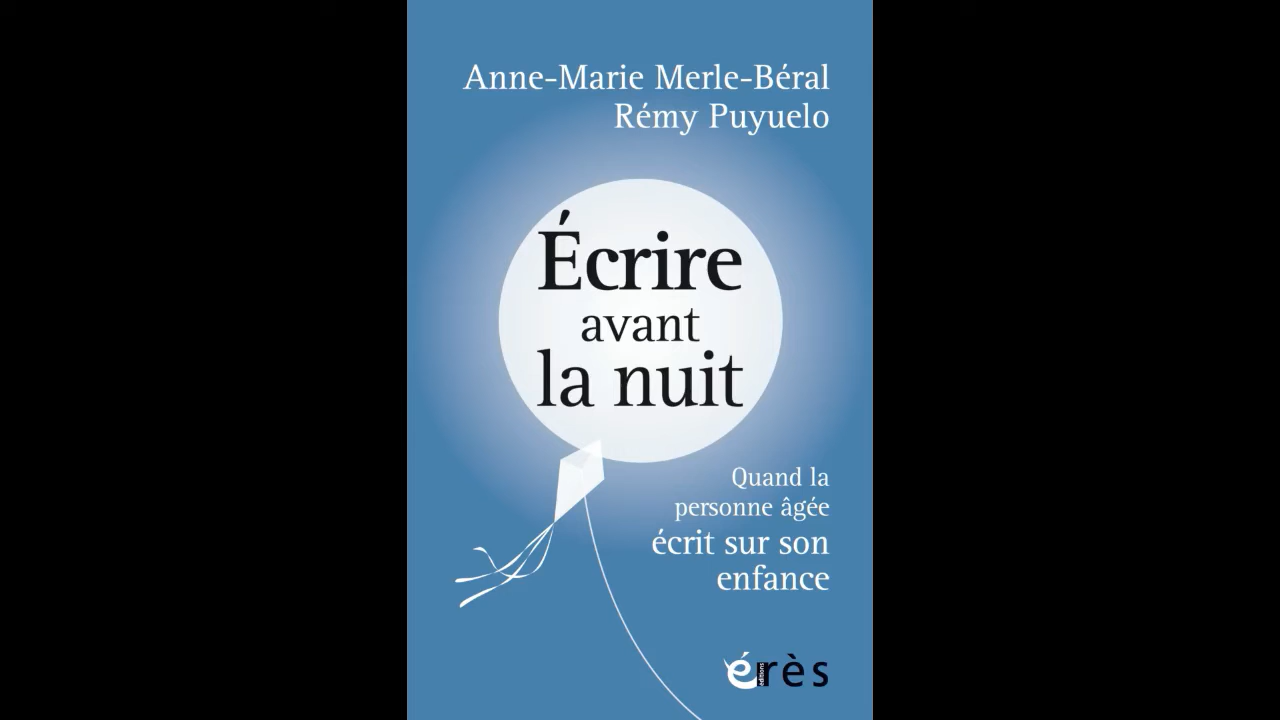 Anne-Marie Merle-Béral
Rémy Puyuelo
Écrire
avant
la nuit
Quand la
personne âgée
écrit sur son
enfance
éditions
érès